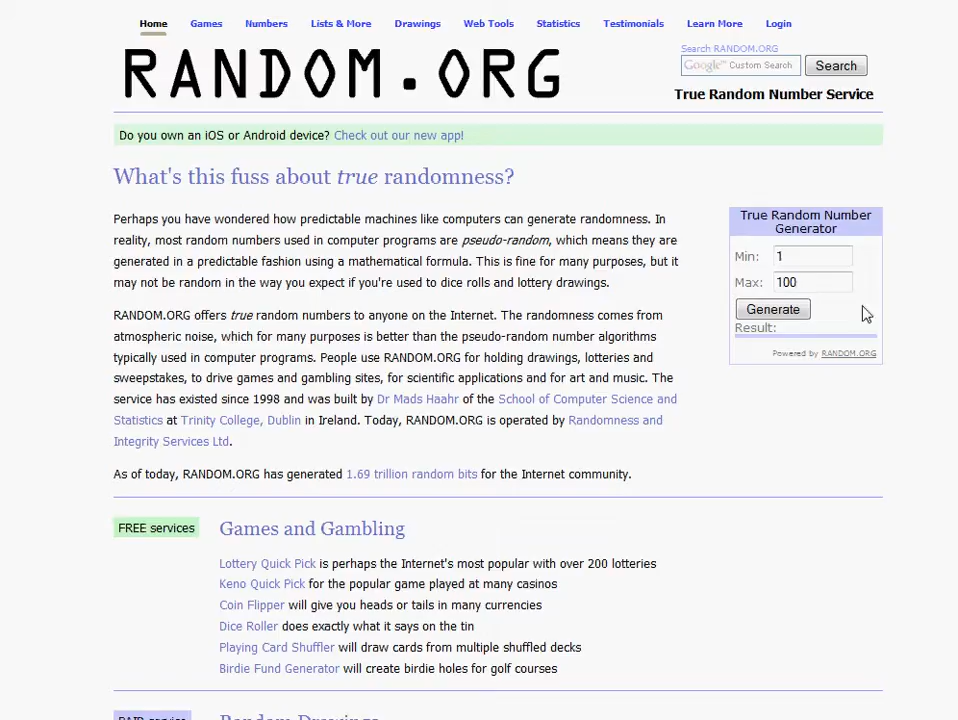 Home Games Numbers Lists & More Drawings Web Tools Statistics Testimonials Learn More Login
RANDOM.ORG
Search RANDOM.ORG
Google™ Custom Search Search
True Random Number Service
Do you own an iOS or Android device? Check out our new app!
What's this fuss about true randomness?
Perhaps you have wondered how predictable machines like computers can generate randomness. In
reality, most random numbers used in computer programs are pseudo-random, which means they are
generated in a predictable fashion using a mathematical formula. This is fine for many purposes, but it
may not be random in the way you expect if you're used to dice rolls and lottery drawings.
RANDOM.ORG offers true random numbers to anyone on the Internet. The randomness comes from
atmospheric noise, which for many purposes is better than the pseudo-random number algorithms
typically used in computer programs. People use RANDOM.ORG for holding drawings, lotteries and
sweepstakes, to drive games and gambling sites, for scientific applications and for art and music. The
service has existed since 1998 and was built by Dr Mads Haahr of the School of Computer Science and
Statistics at Trinity College, Dublin in Ireland. Today, RANDOM.ORG is operated by Randomness and
Integrity Services Ltd.
As of today, RANDOM.ORG has generated 1.69 trillion random bits for the Internet community.
True Random Number
Generator
Min: 1
Max: 100
Generate
Result:
Powered by RANDOM.ORG
FREE services
Games and Gambling
Lottery Quick Pick is perhaps the Internet's most popular with over 200 lotteries
Keno Quick Pick for the popular game played at many casinos
Coin Flipper will give you heads or tails in many currencies
Dice Roller does exactly what it says on the tin
Playing Card Shuffler will draw cards from multiple shuffled decks
Birdie Fund Generator will create birdie holes for golf courses
PAID service
Random Drawings